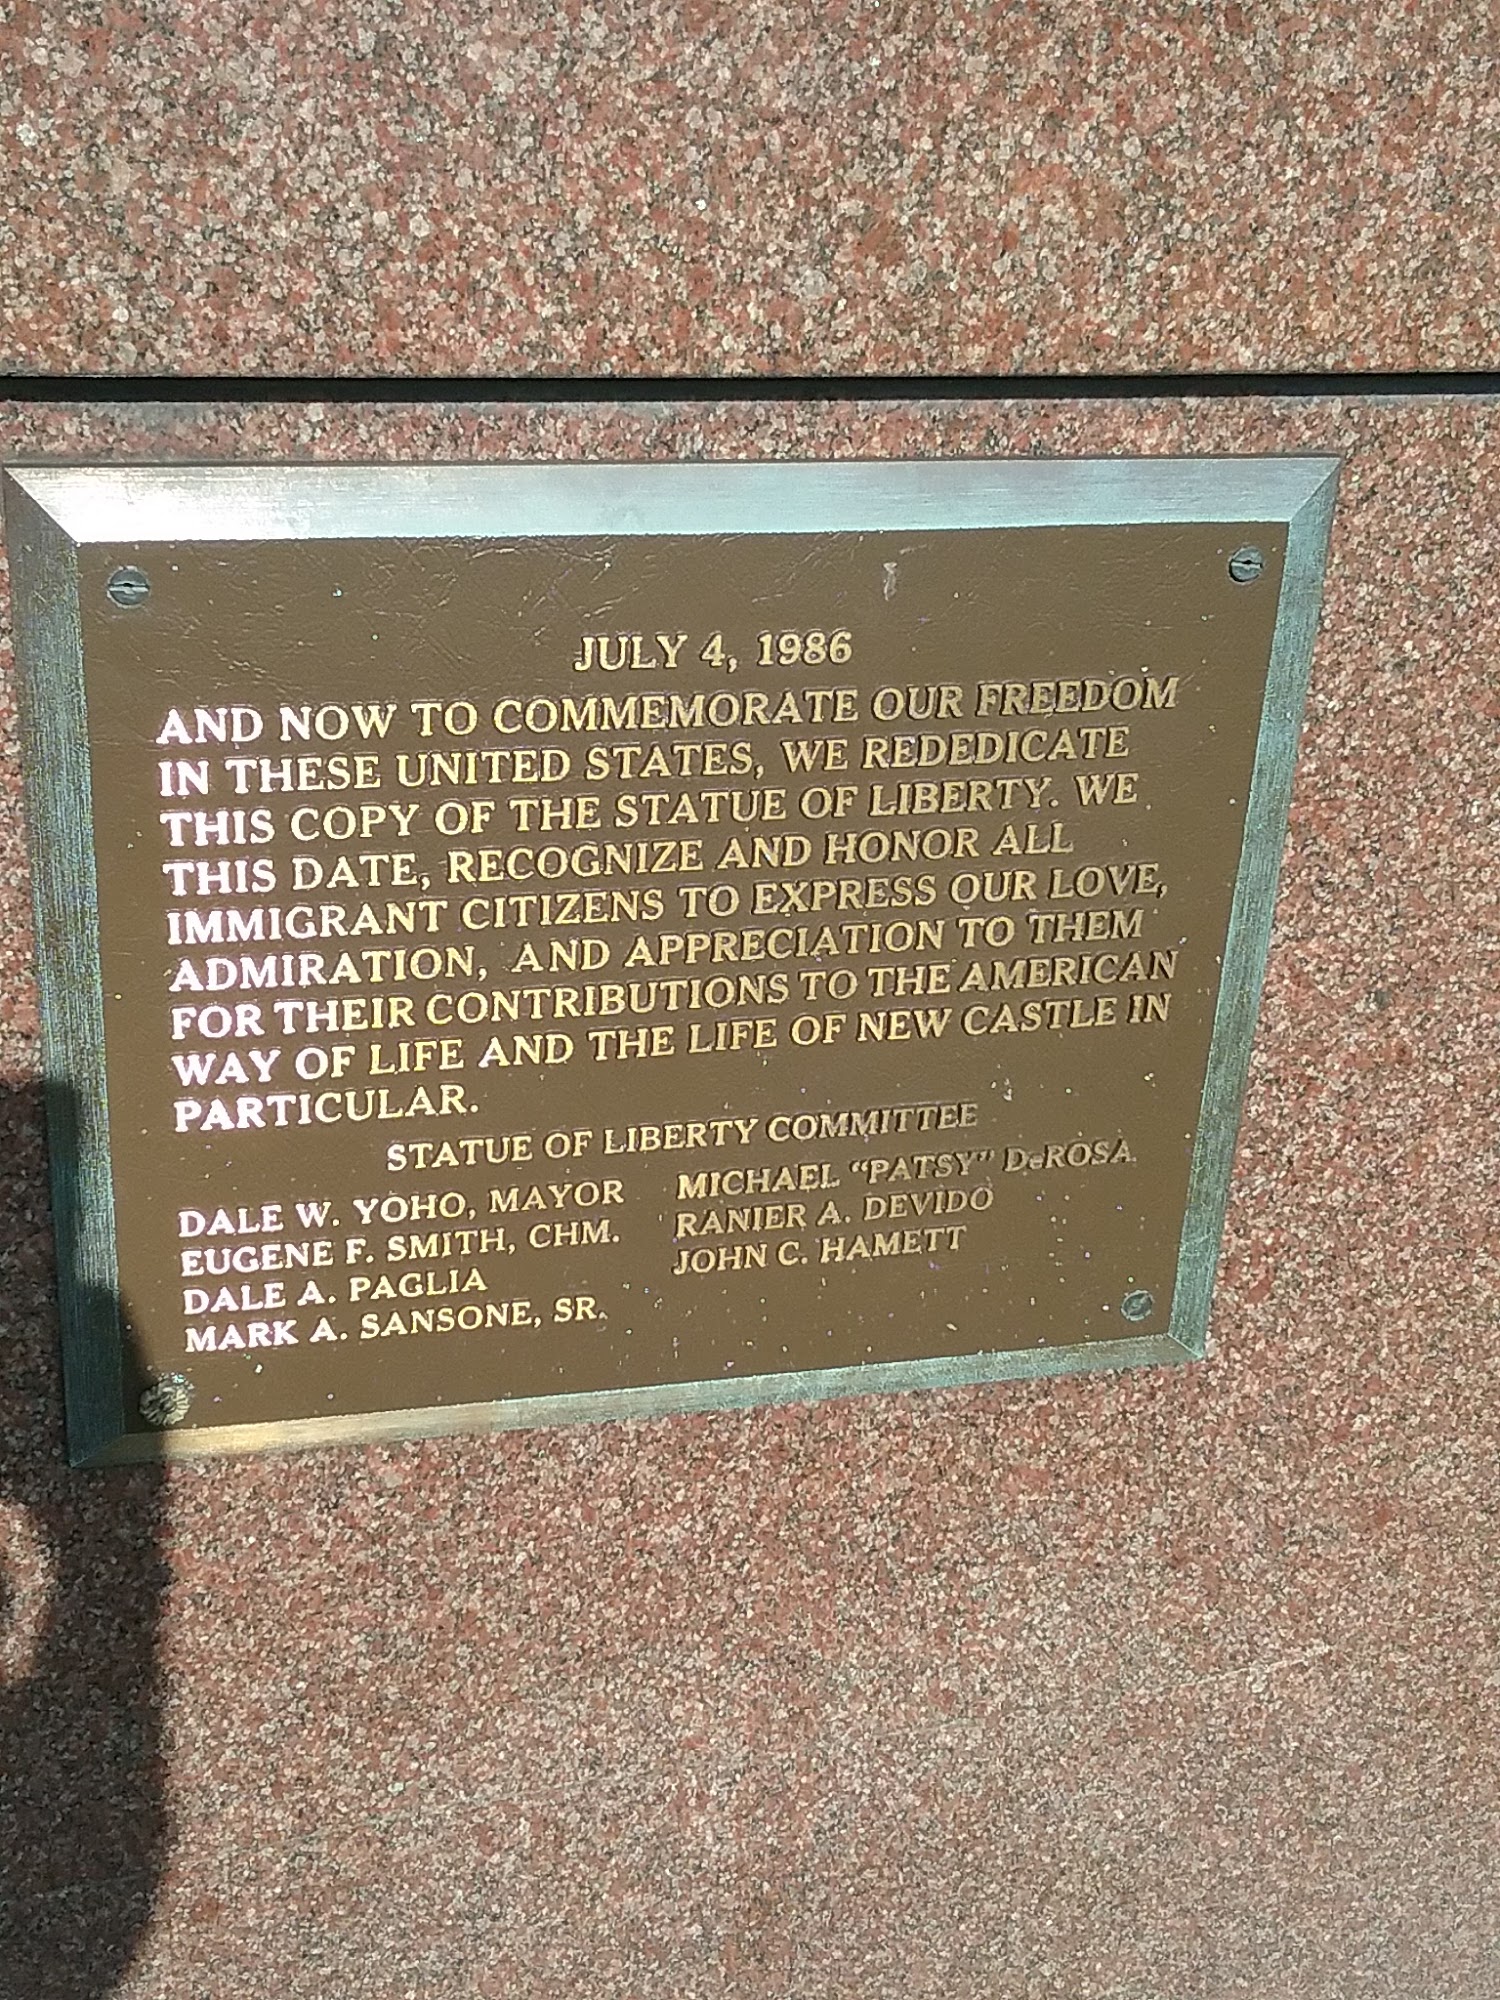 JULY 4, 1986
AND NOW TO COMMEMORATE OUR FREEDOM
IN THESE UNITED STATES, WE REDEDICATE
THIS COPY OF THE STATUE OF LIBERTY. WE
THIS DATE, RECOGNIZE AND HONOR ALL
IMMIGRANT CITIZENS TO EXPRESS OUR LOVE,
ADMIRATION, AND APPRECIATION TO THEM
FOR THEIR CONTRIBUTIONS TO THE AMERICAN
WAY OF LIFE AND THE LIFE OF NEW CASTLE IN
PARTICULAR.
STATUE OF LIBERTY COMMITTEE
DALE W. YOHO, MAYOR
EUGENE F. SMITH, CHM.
DALE A. PAGLIA
MARK A. SANSONE, SR.
MICHAEL "PATSY" DeROSA
RANIER A. DEVIDO
JOHN C. HAMETT